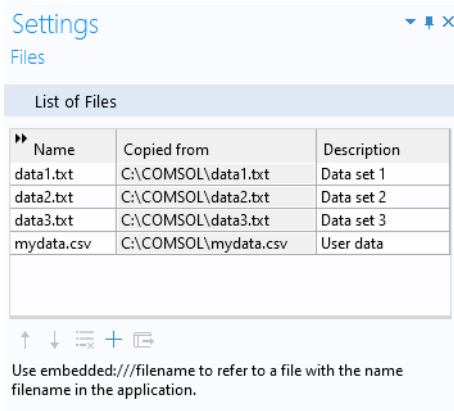 Settings
Files
List of Files
Name Copied from Description
data1.txt C:\COMSOL\data1.txt Data set 1
data2.txt C:\COMSOL\data2.txt Data set 2
data3.txt C:\COMSOL\data3.txt Data set 3
mydata.csv C:\COMSOL\mydata.csv User data
Use embedded:///filename to refer to a file with the name
filename in the application.